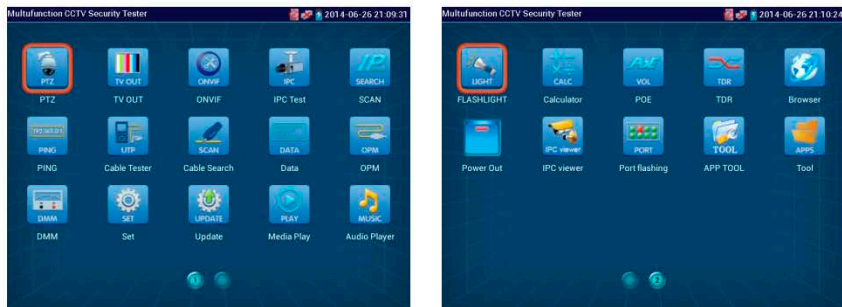 Multufunction CCTV Security Tester 2014-06-26 21:09:31
PTZ TV OUT ONVIF IPC SEARCH
PTZ TV OUT ONVIF IPC Test SCAN
PING UTP SCAN DATA OPM
PING Cable Tester Cable Search Data OPM
DMM SET UPDATE PLAY MUSIC
DMM Set Update Media Play Audio Player
1
Multufunction CCTV Security Tester 2014-06-26 21:10:24
LIGHT CALC VOL TDR
FLASHLIGHT Calculator POE TDR Browser
IPC viewer PORT TOOL APPS
Power Out IPC viewer Port flashing APP TOOL Tool
2